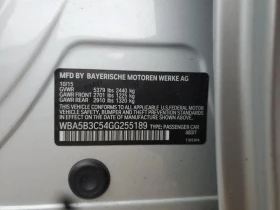 MFD BY BAYERISCHE MOTOREN WERKE AG
10/15
GVWR 5379 lbs 2440 kg
GAWR FRONT 2701 lbs 1225 kg
GAWR REAR 2910 lbs 1320 kg
THIS VEHICLE CONFORMS TO ALL APPLICABLE
FEDERAL MOTOR VEHICLE SAFETY, BUMPER,
AND THEFT PREVENTION STANDARDS IN EFFECT
ON THE DATE OF MANUFACTURE SHOWN ABOVE.
WBA5B3C54GG255189 TYPE: PASSENGER CAR